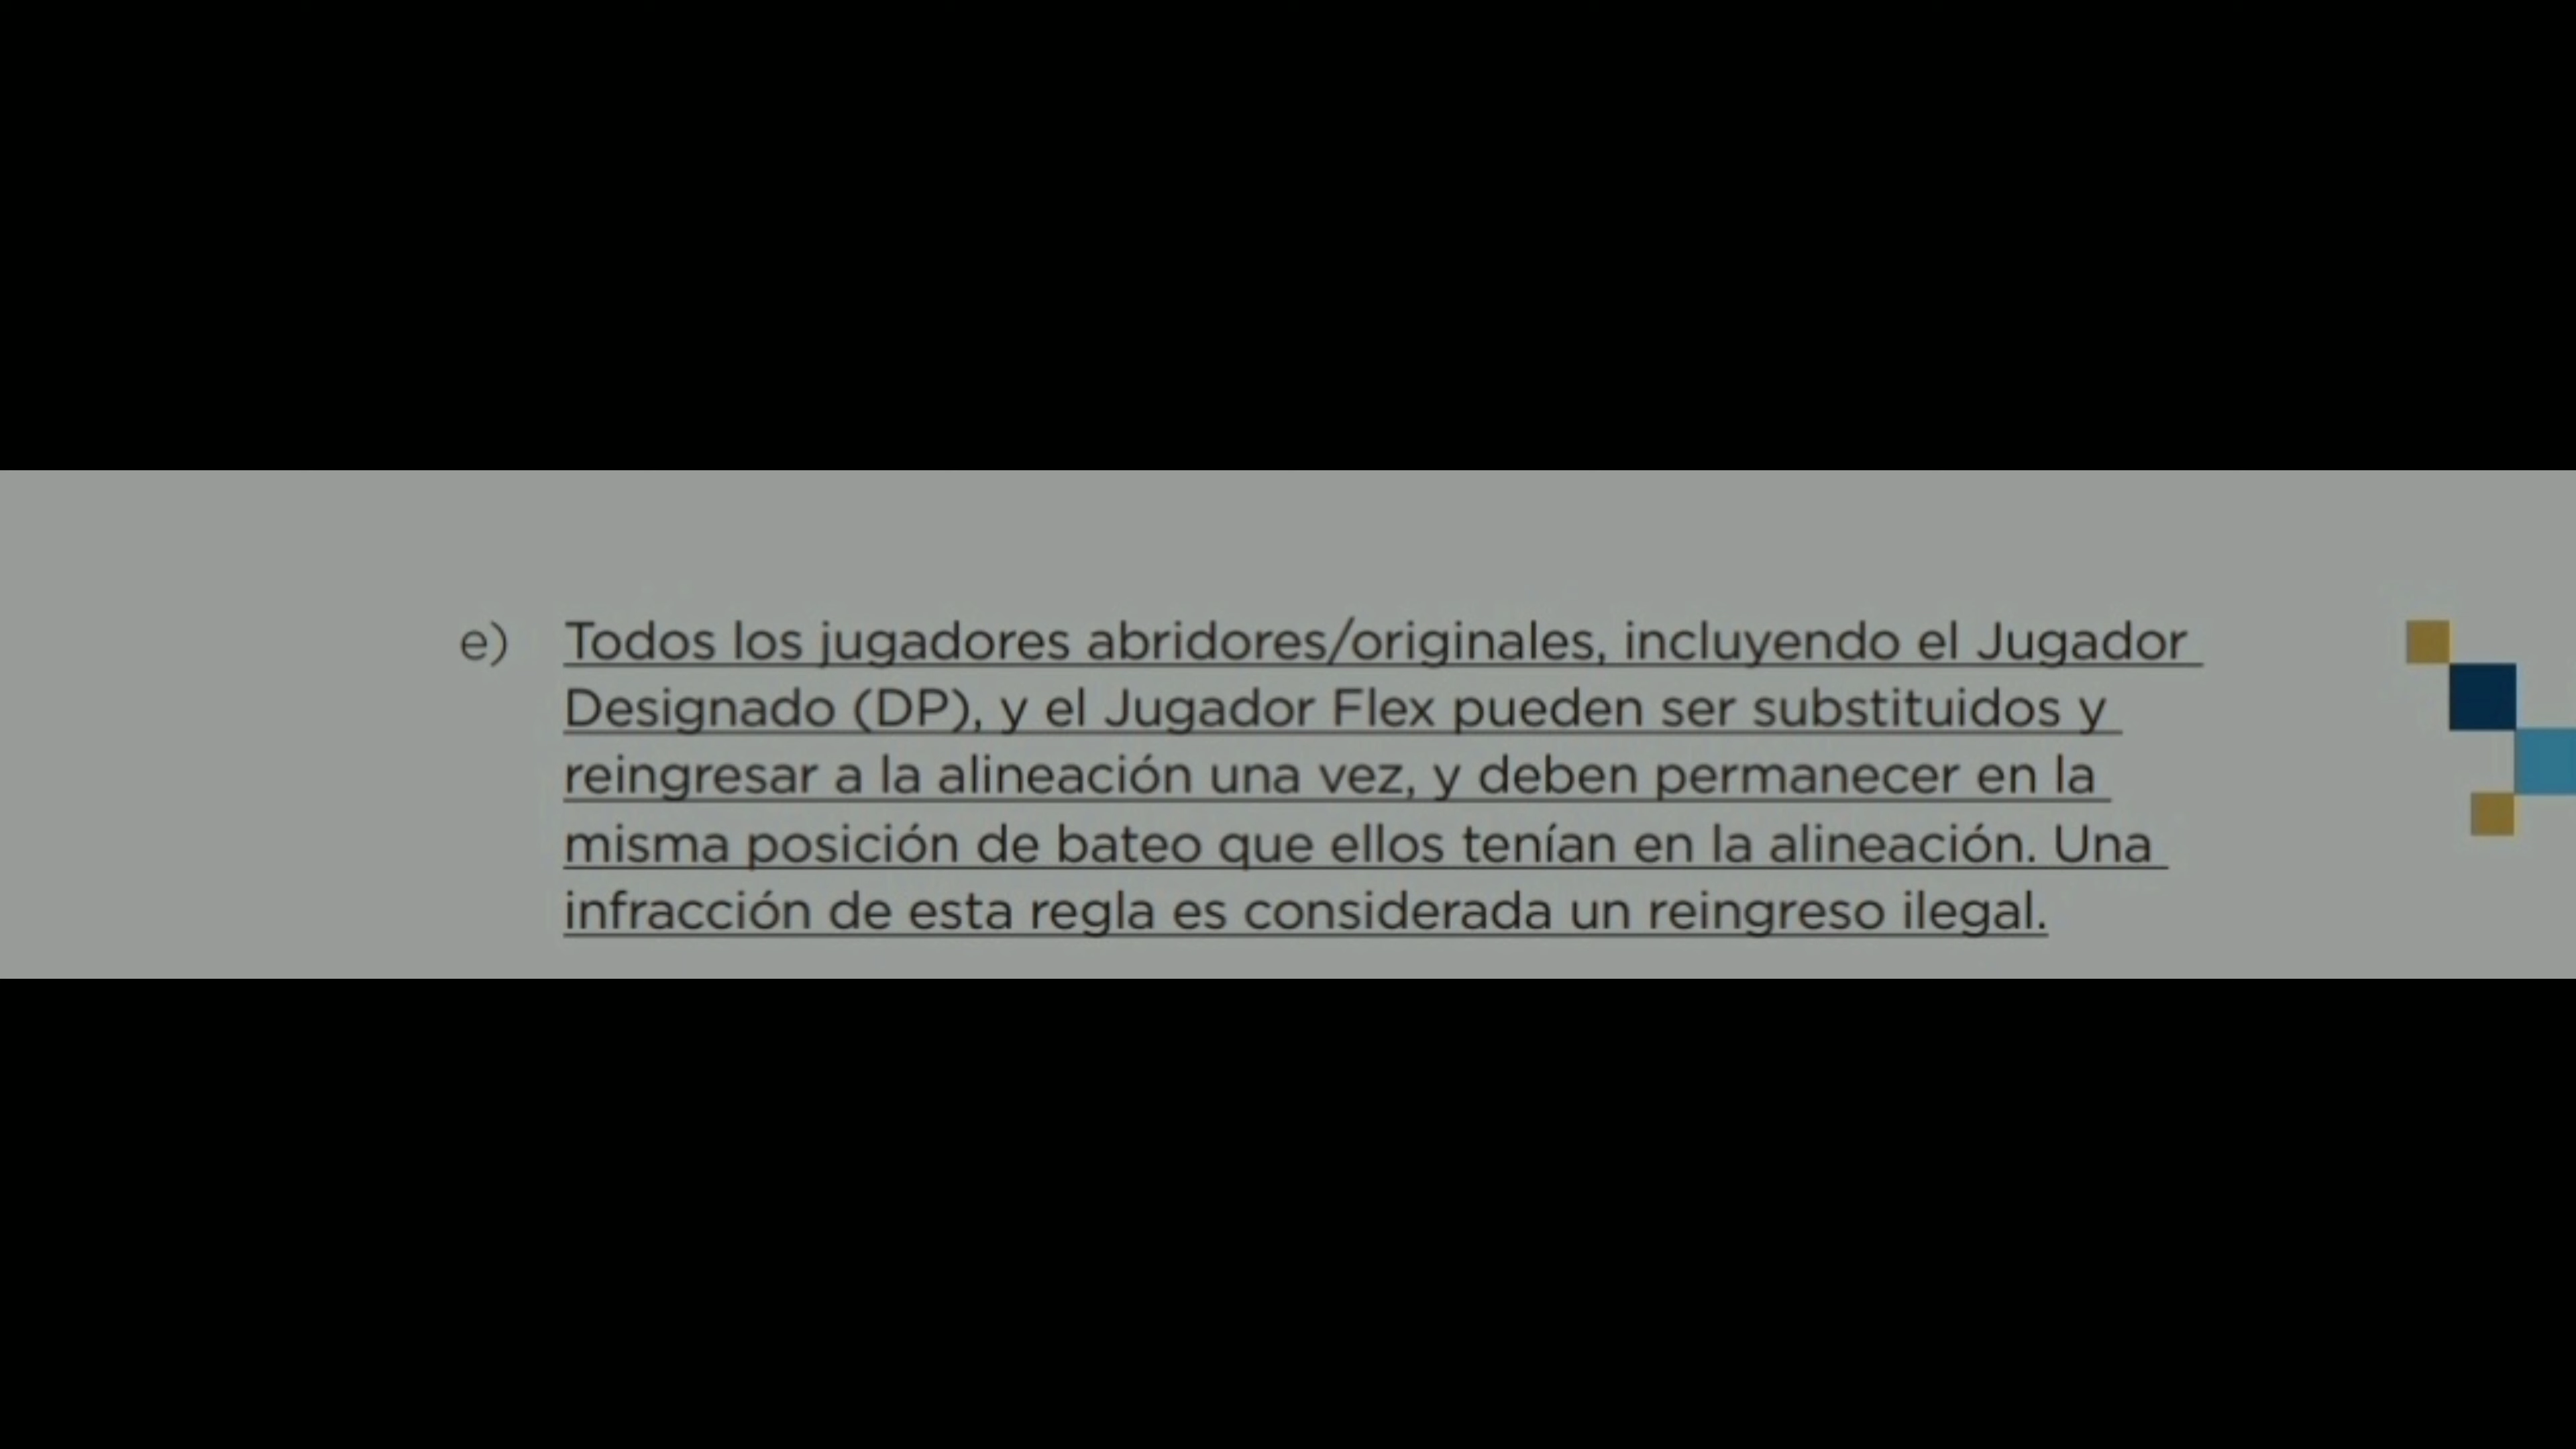 e) Todos los jugadores abridores/originales, incluyendo el Jugador
Designado (DP), y el Jugador Flex pueden ser substituidos y
reingresar a la alineación una vez, y deben permanecer en la
misma posición de bateo que ellos tenían en la alineación. Una
infracción de esta regla es considerada un reingreso ilegal.